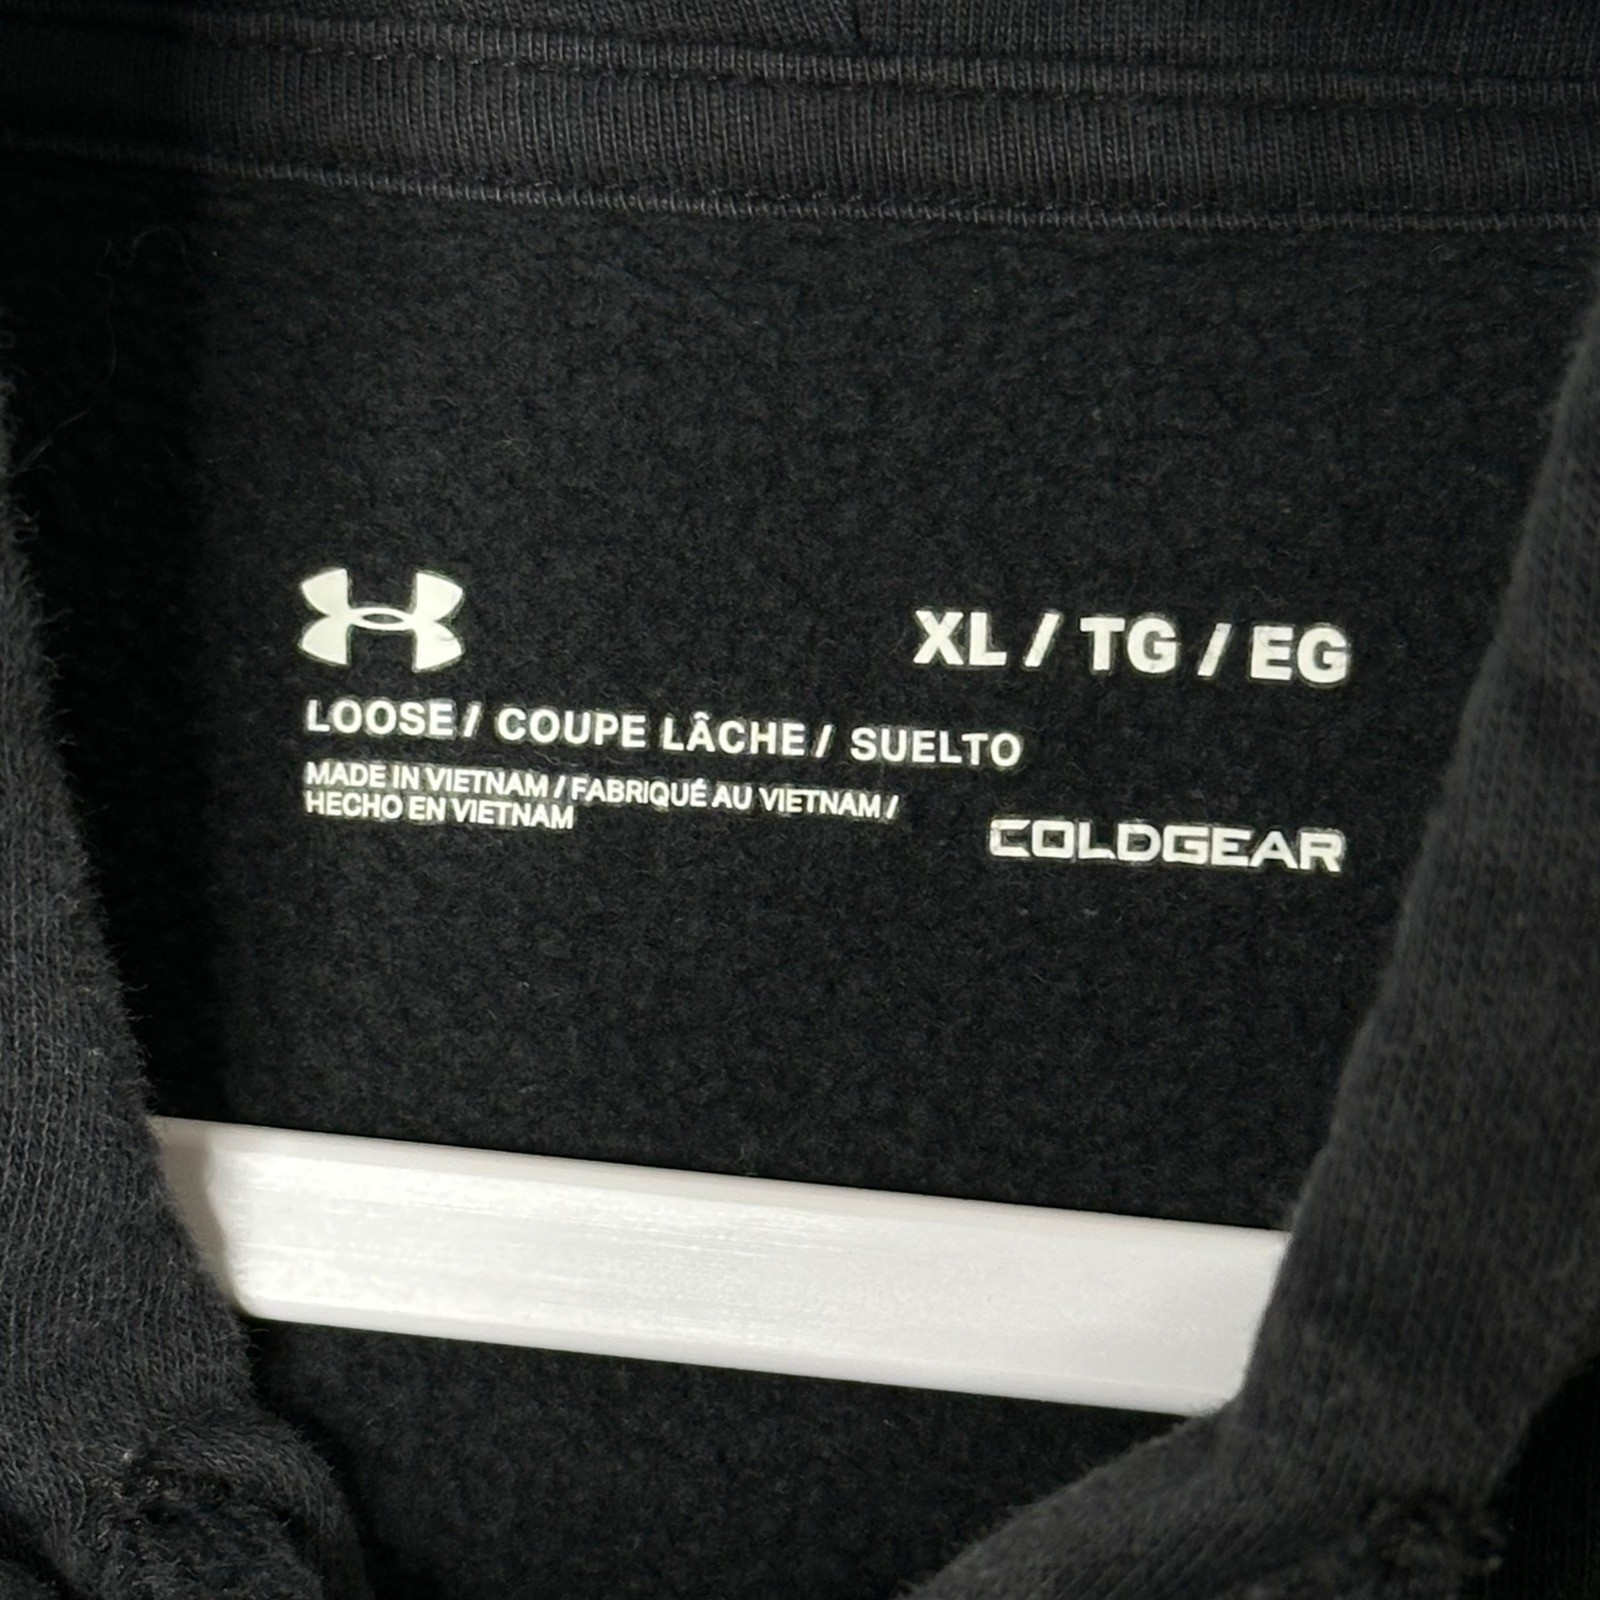 XL / TG / EG
LOOSE / COUPE LÂCHE / SUELTO
MADE IN VIETNAM / FABRIQUÉ AU VIETNAM /
HECHO EN VIETNAM
COLDGEAR